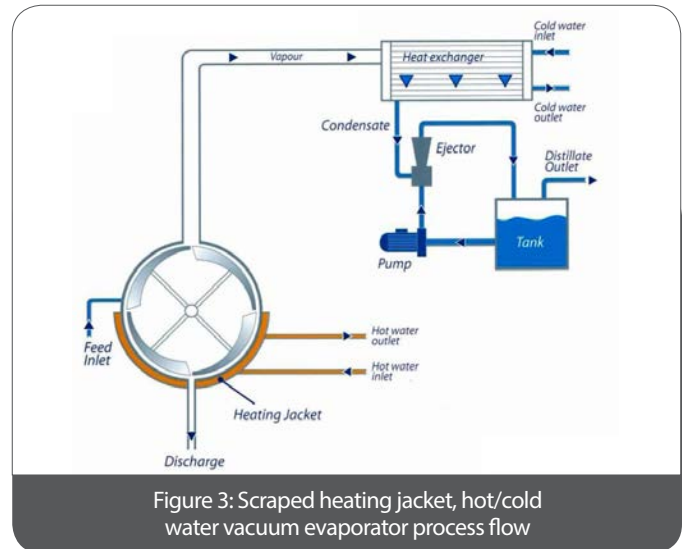 Cold water
inlet
Vapour
Heat exchanger
Cold water
outlet
Condensate
Ejector
Distillate
Outlet
Tank
Pump
Feed
Inlet
Hot water
outlet
Hot water
inlet
Heating Jacket
Discharge
Figure 3: Scraped heating jacket, hot/cold
water vacuum evaporator process flow